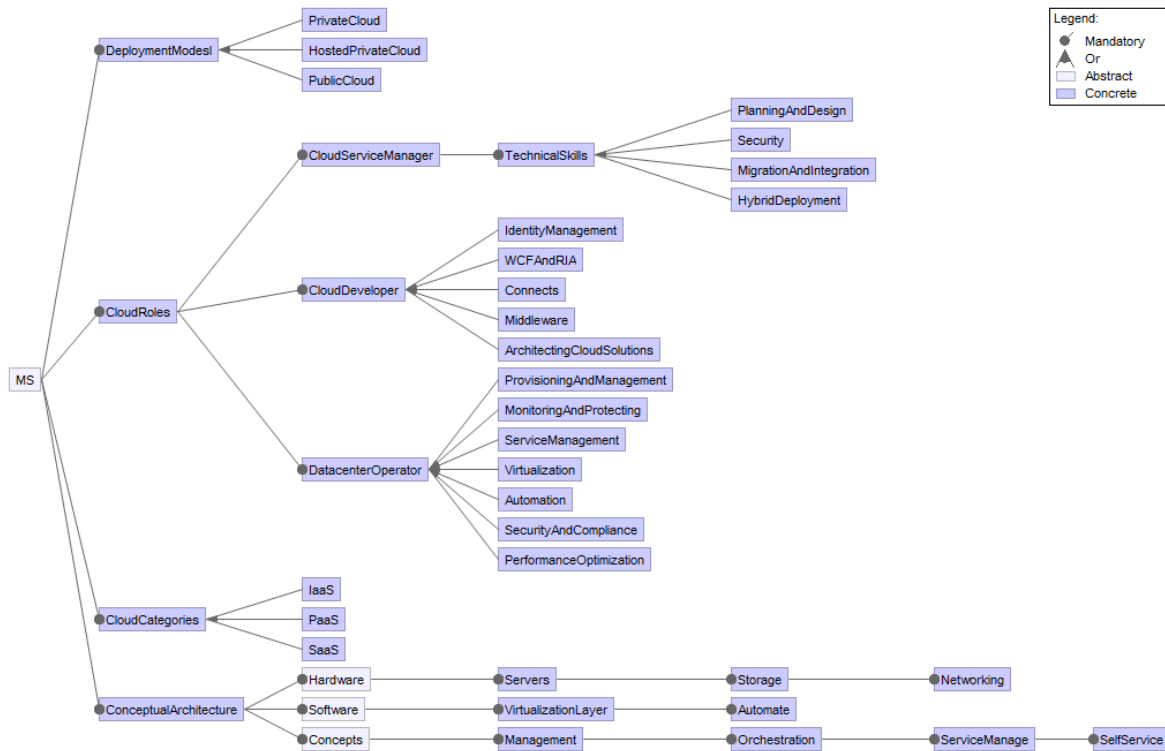 Legend:
Mandatory
Or
Abstract
Concrete
MS
DeploymentModesl
PrivateCloud
HostedPrivateCloud
PublicCloud
CloudRoles
CloudServiceManager
TechnicalSkills
PlanningAndDesign
Security
MigrationAndIntegration
HybridDeployment
CloudDeveloper
IdentityManagement
WCFAndRIA
Connects
Middleware
ArchitectingCloudSolutions
DatacenterOperator
ProvisioningAndManagement
MonitoringAndProtecting
ServiceManagement
Virtualization
Automation
SecurityAndCompliance
PerformanceOptimization
CloudCategories
IaaS
PaaS
SaaS
ConceptualArchitecture
Hardware
Servers
Storage
Networking
Software
VirtualizationLayer
Automate
Concepts
Management
Orchestration
ServiceManage
SelfService